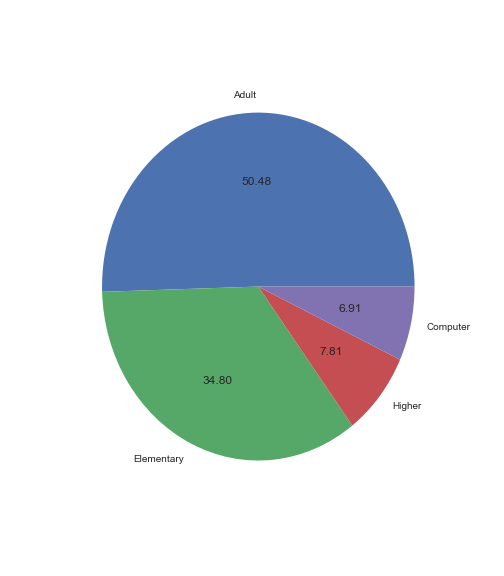 Adult
50.48
6.91
Computer
7.81
34.80
Higher
Elementary